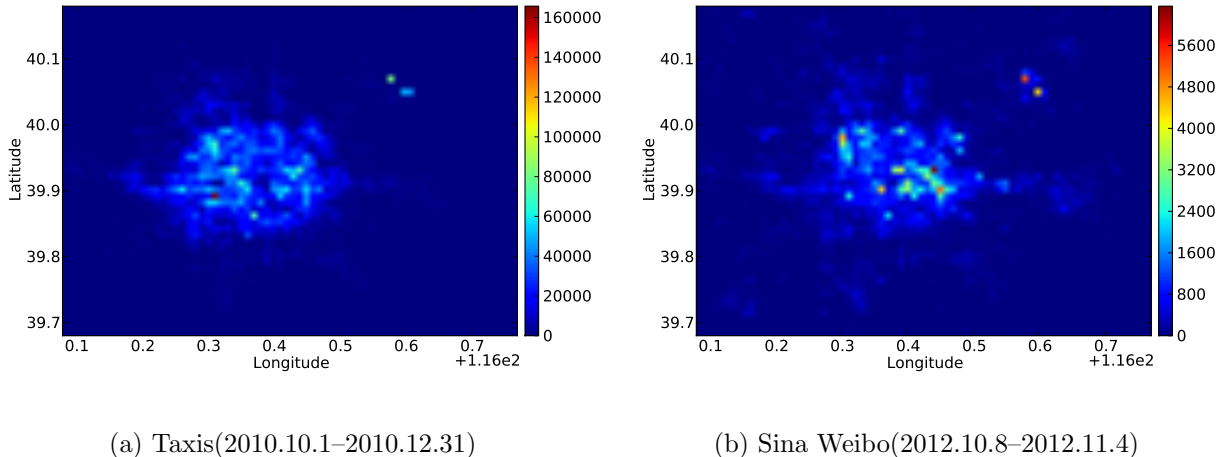 160000
140000
120000
100000
80000
60000
40000
20000
0
40.1
40.0
39.9
39.8
39.7
Latitude
0.1 0.2 0.3 0.4 0.5 0.6 0.7
Longitude
+1.16e2
(a) Taxis(2010.10.1–2010.12.31)
5600
4800
4000
3200
2400
1600
800
0
40.1
40.0
39.9
39.8
39.7
Latitude
0.1 0.2 0.3 0.4 0.5 0.6 0.7
Longitude
+1.16e2
(b) Sina Weibo(2012.10.8–2012.11.4)